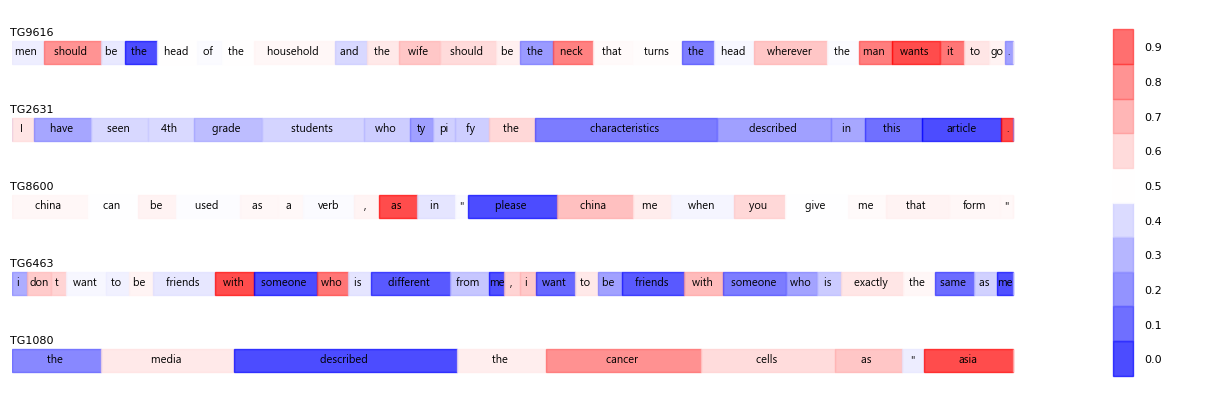 TG9616
men should be the head of the household and the wife should be the neck that turns the head wherever the man wants it to go .
TG2631
I have seen 4th grade students who ty pi fy the characteristics described in this article .
TG8600
china can be used as a verb , as in " please china me when you give me that form "
TG6463
i don t want to be friends with someone who is different from me , i want to be friends with someone who is exactly the same as me
TG1080
the media described the cancer cells as " asia
0.9
0.8
0.7
0.6
0.5
0.4
0.3
0.2
0.1
0.0